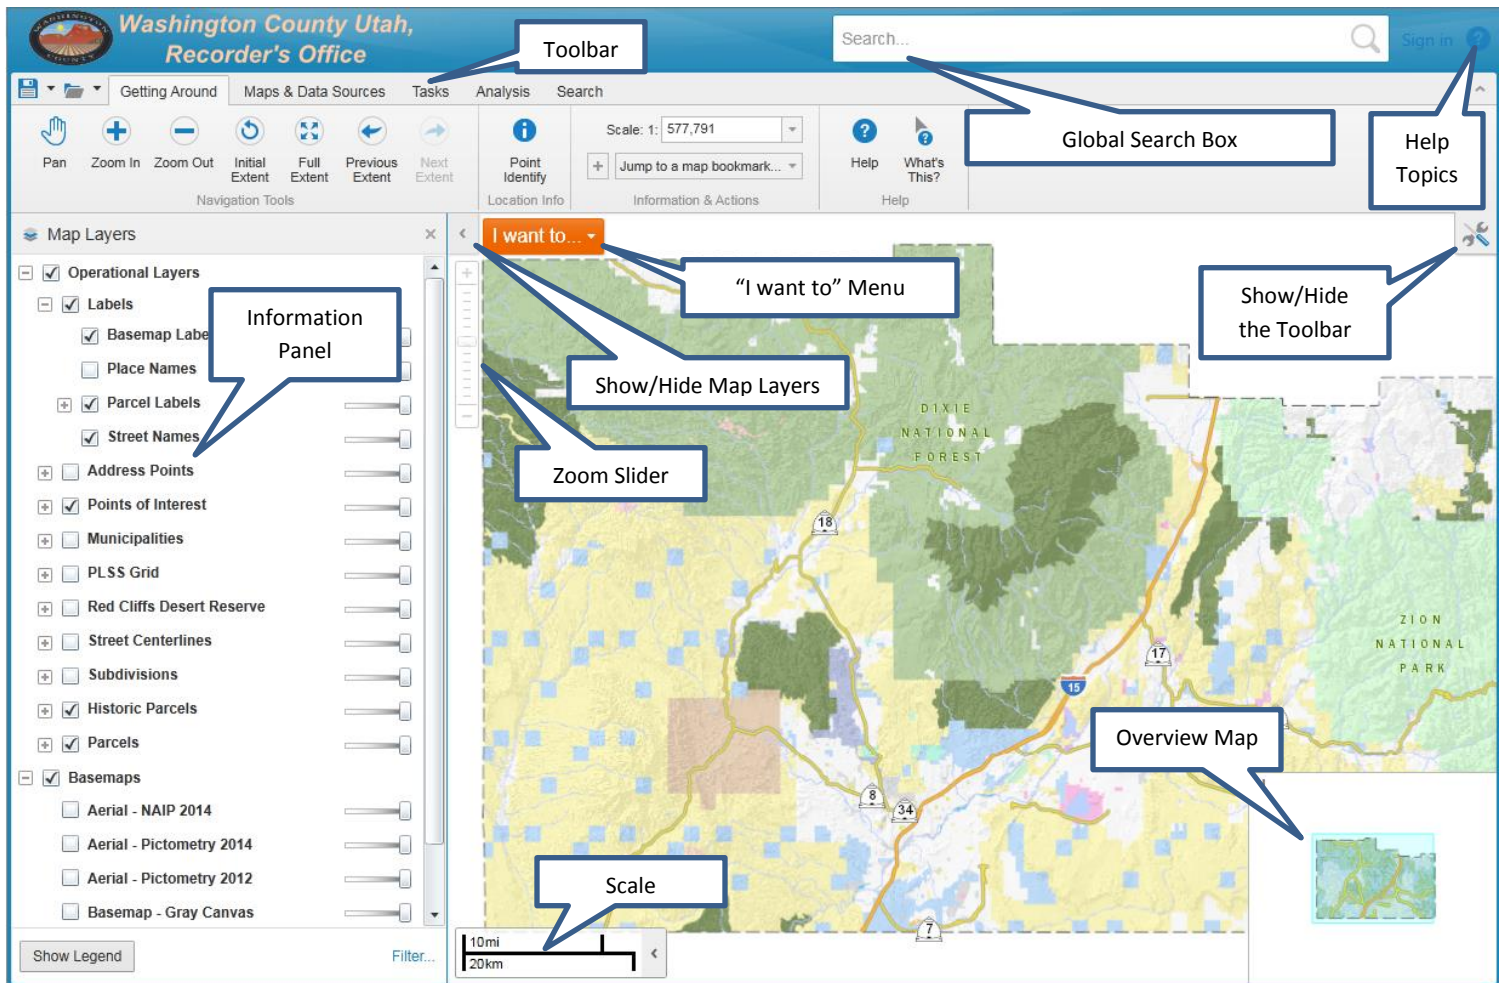 WASHINGTON
COUNTY
Washington County Utah,
Recorder's Office
Toolbar
Search...
Sign in
?
Getting Around
Maps & Data Sources
Tasks
Analysis
Search
Pan
Zoom In
Zoom Out
Initial Extent
Full Extent
Previous Extent
Next Extent
Navigation Tools
Point Identify
Location Info
Scale: 1: 577,791
Jump to a map bookmark...
Information & Actions
Help
What's This?
Help
Global Search Box
Help Topics
Map Layers
I want to...
"I want to" Menu
Show/Hide the Toolbar
Operational Layers
Labels
Information Panel
Basemap Labe
Place Names
Parcel Labels
Street Names
Address Points
Points of Interest
Municipalities
PLSS Grid
Red Cliffs Desert Reserve
Street Centerlines
Subdivisions
Historic Parcels
Parcels
Basemaps
Aerial - NAIP 2014
Aerial - Pictometry 2014
Aerial - Pictometry 2012
Basemap - Gray Canvas
Show Legend
Filter...
Show/Hide Map Layers
Zoom Slider
DIXIE
NATIONAL
FOREST
18
17
15
ZION
NATIONAL
PARK
Overview Map
8
34
7
Scale
10mi
20km